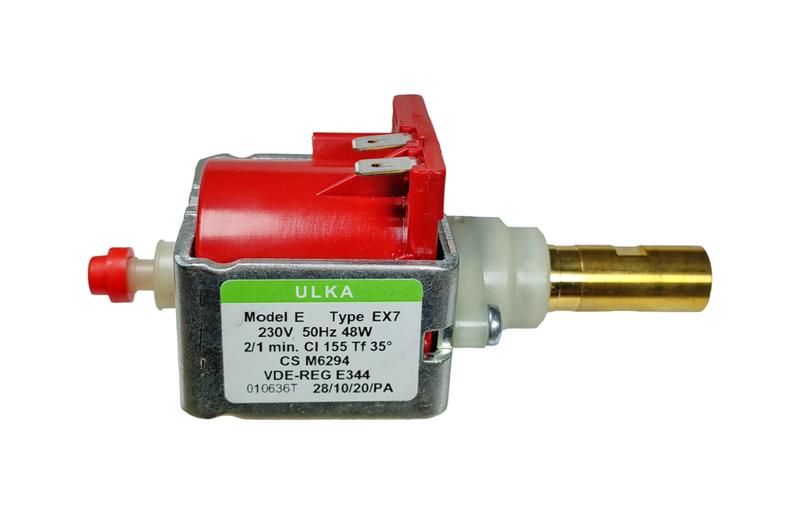 ULKA
Model E Type EX7
230V 50Hz 48W
2/1 min. Cl 155 Tf 35°
CS M6294
VDE-REG E344
010636T 28/10/20/PA